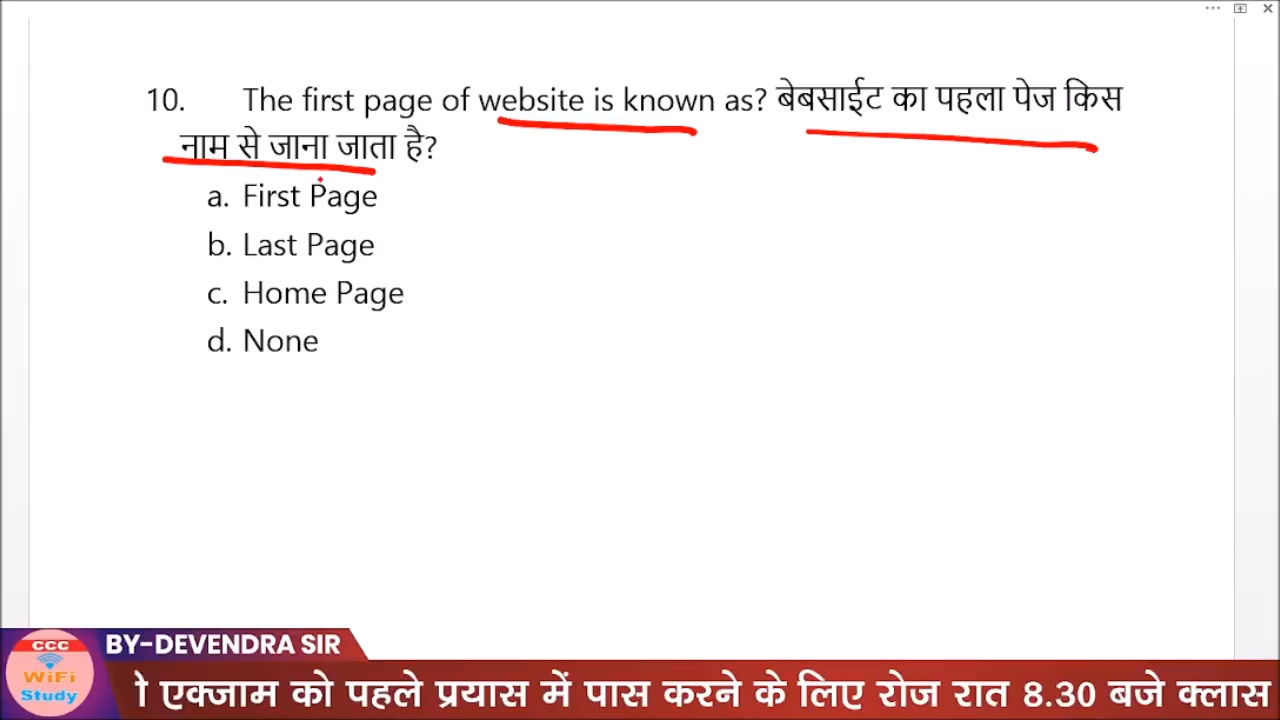 10. The first page of website is known as? बेबसाईट का पहला पेज किस
नाम से जाना जाता है?
a. First Page
b. Last Page
c. Home Page
d. None
BY-DEVENDRA SIR
CCC
WiFi
Study
एक्जाम को पहले प्रयास में पास करने के लिए रोज रात 8.30 बजे क्लास